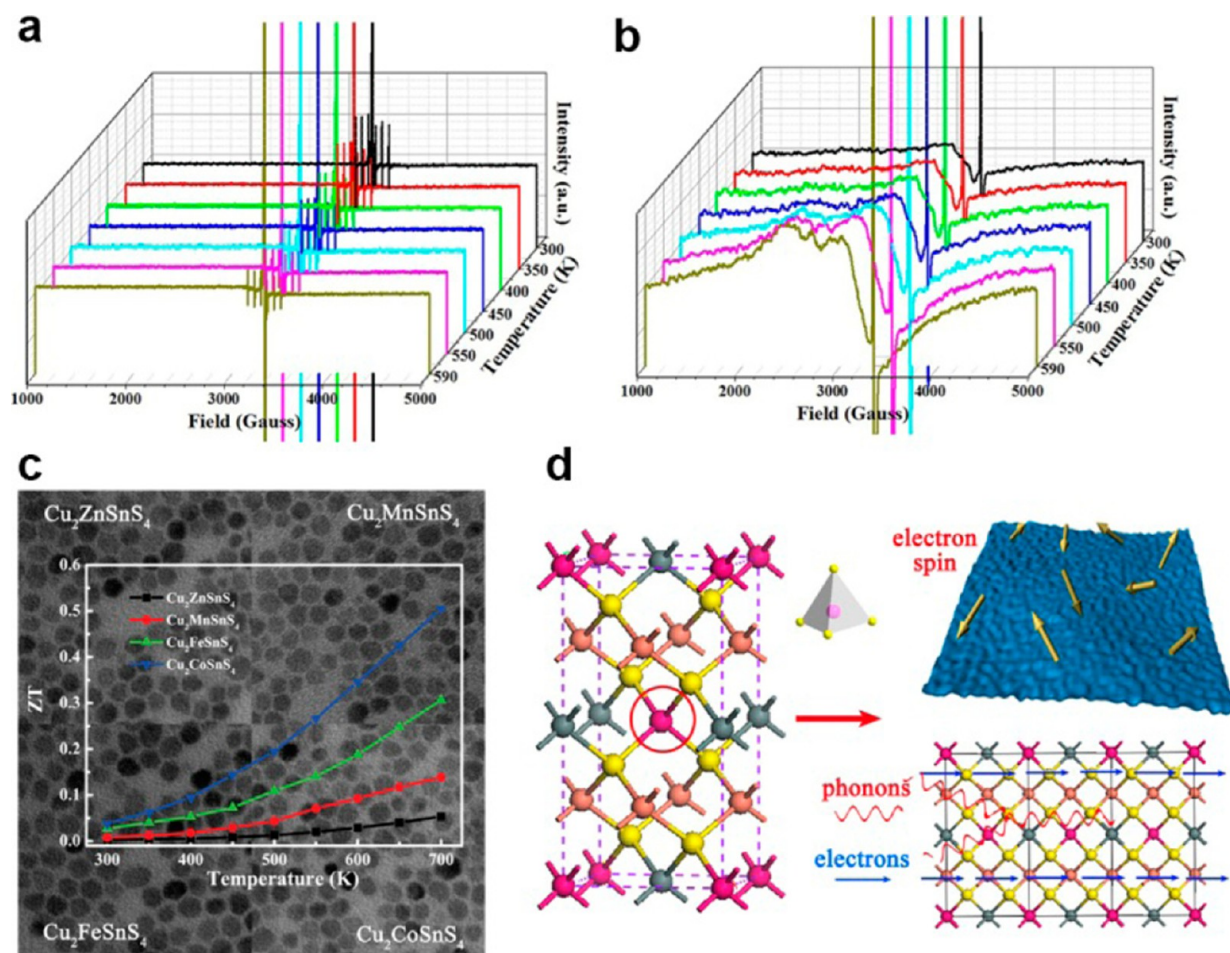 a
Intensity (a.u.)
300
350
400
450
500
550
590
Temperature (K)
1000
2000
3000
4000
5000
Field (Gauss)
b
Intensity (a.u.)
300
350
400
450
500
550
590
Temperature (K)
1000
2000
3000
4000
5000
Field (Gauss)
c
Cu₂ZnSnS₄
Cu₂MnSnS₄
0.6
0.5
0.4
0.3
0.2
0.1
0.0
ZT
Cu₂ZnSnS₄
Cu₂MnSnS₄
Cu₂FeSnS₄
Cu₂CoSnS₄
300
400
500
600
700
Temperature (K)
Cu₂FeSnS₄
Cu₂CoSnS₄
d
electron
spin
phonons
electrons